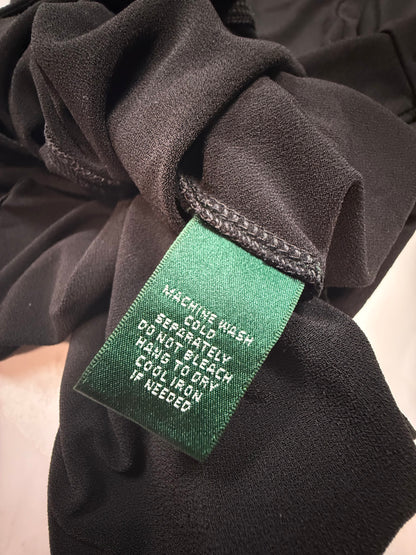 MACHINE WASH
COLD
SEPARATELY
DO NOT BLEACH
HANG TO DRY
COOL IRON
IF NEEDED